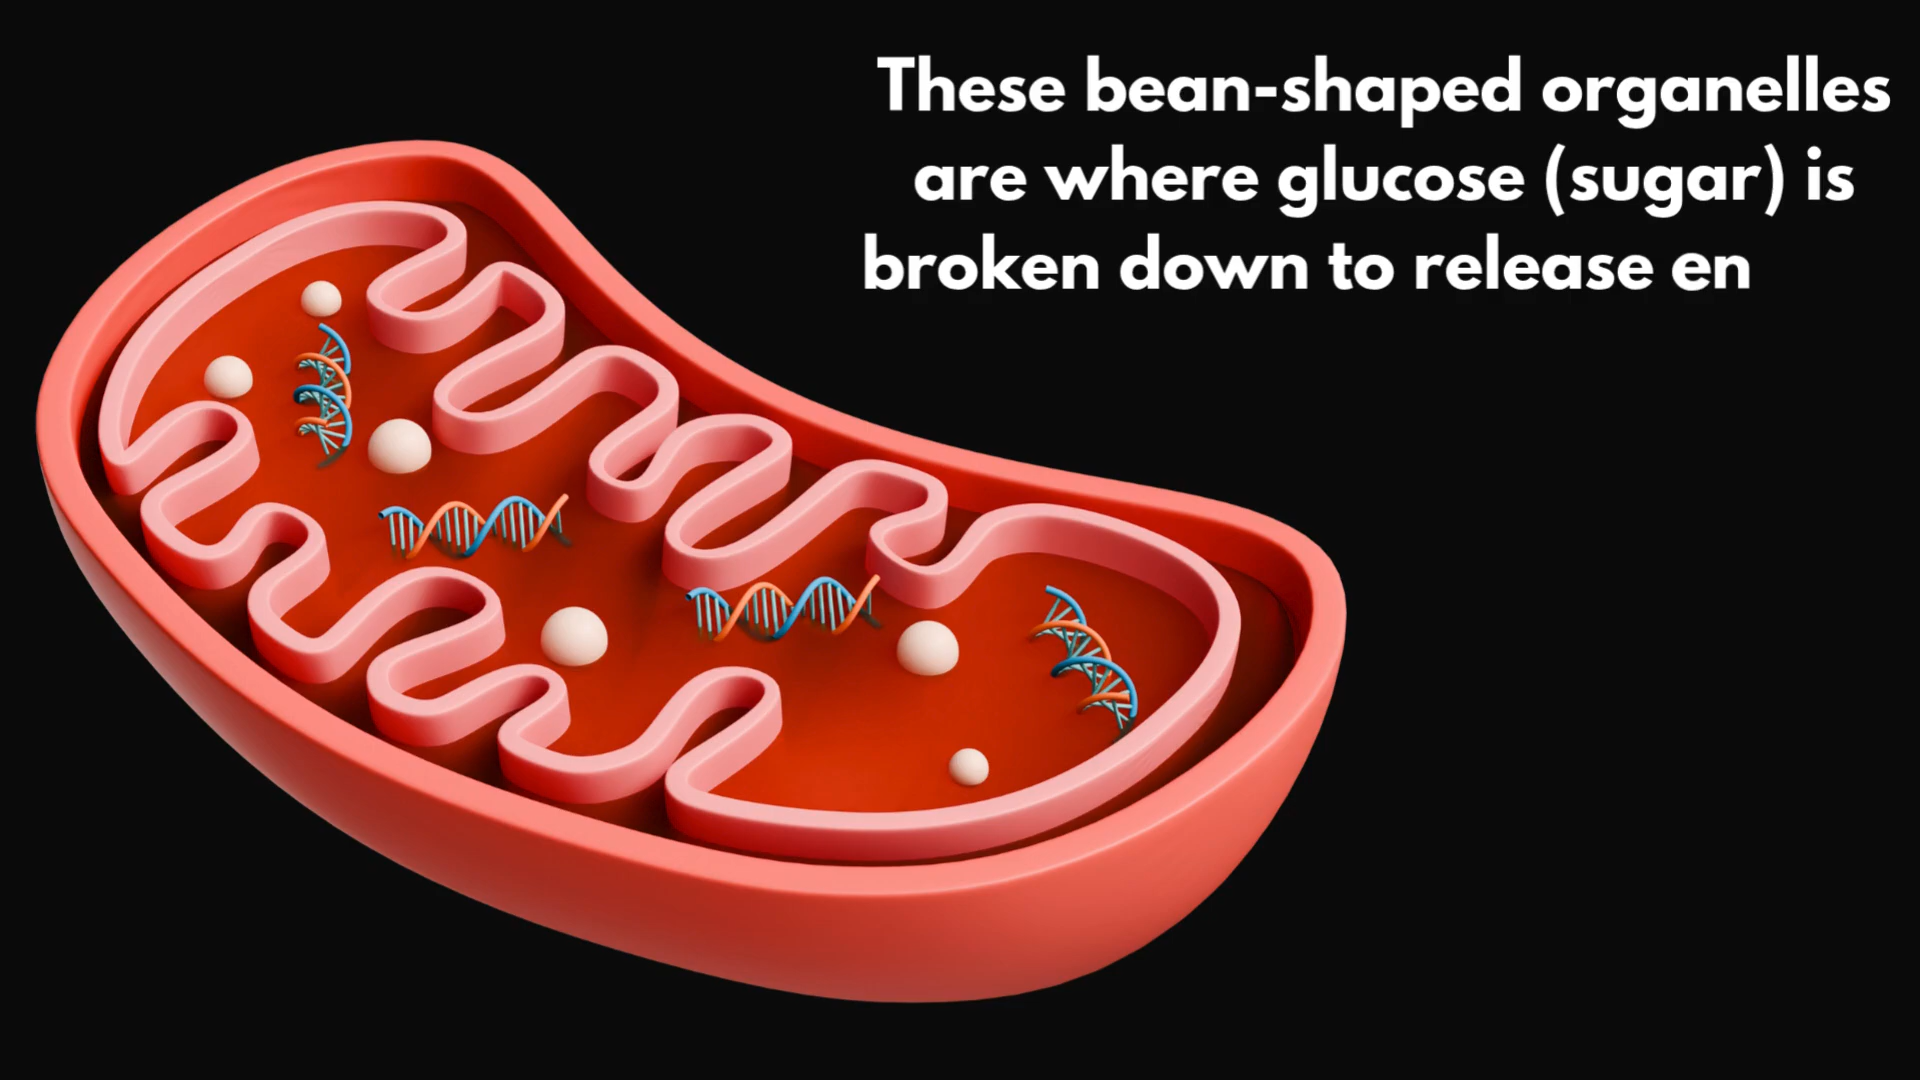 These bean-shaped organelles
are where glucose (sugar) is
broken down to release en